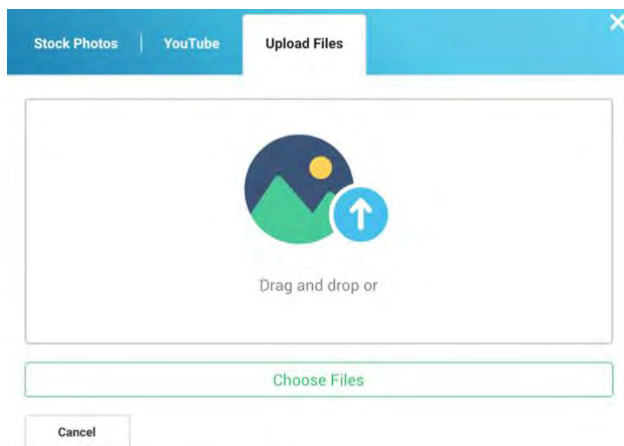 Stock Photos | YouTube Upload Files
Drag and drop or
Choose Files
Cancel